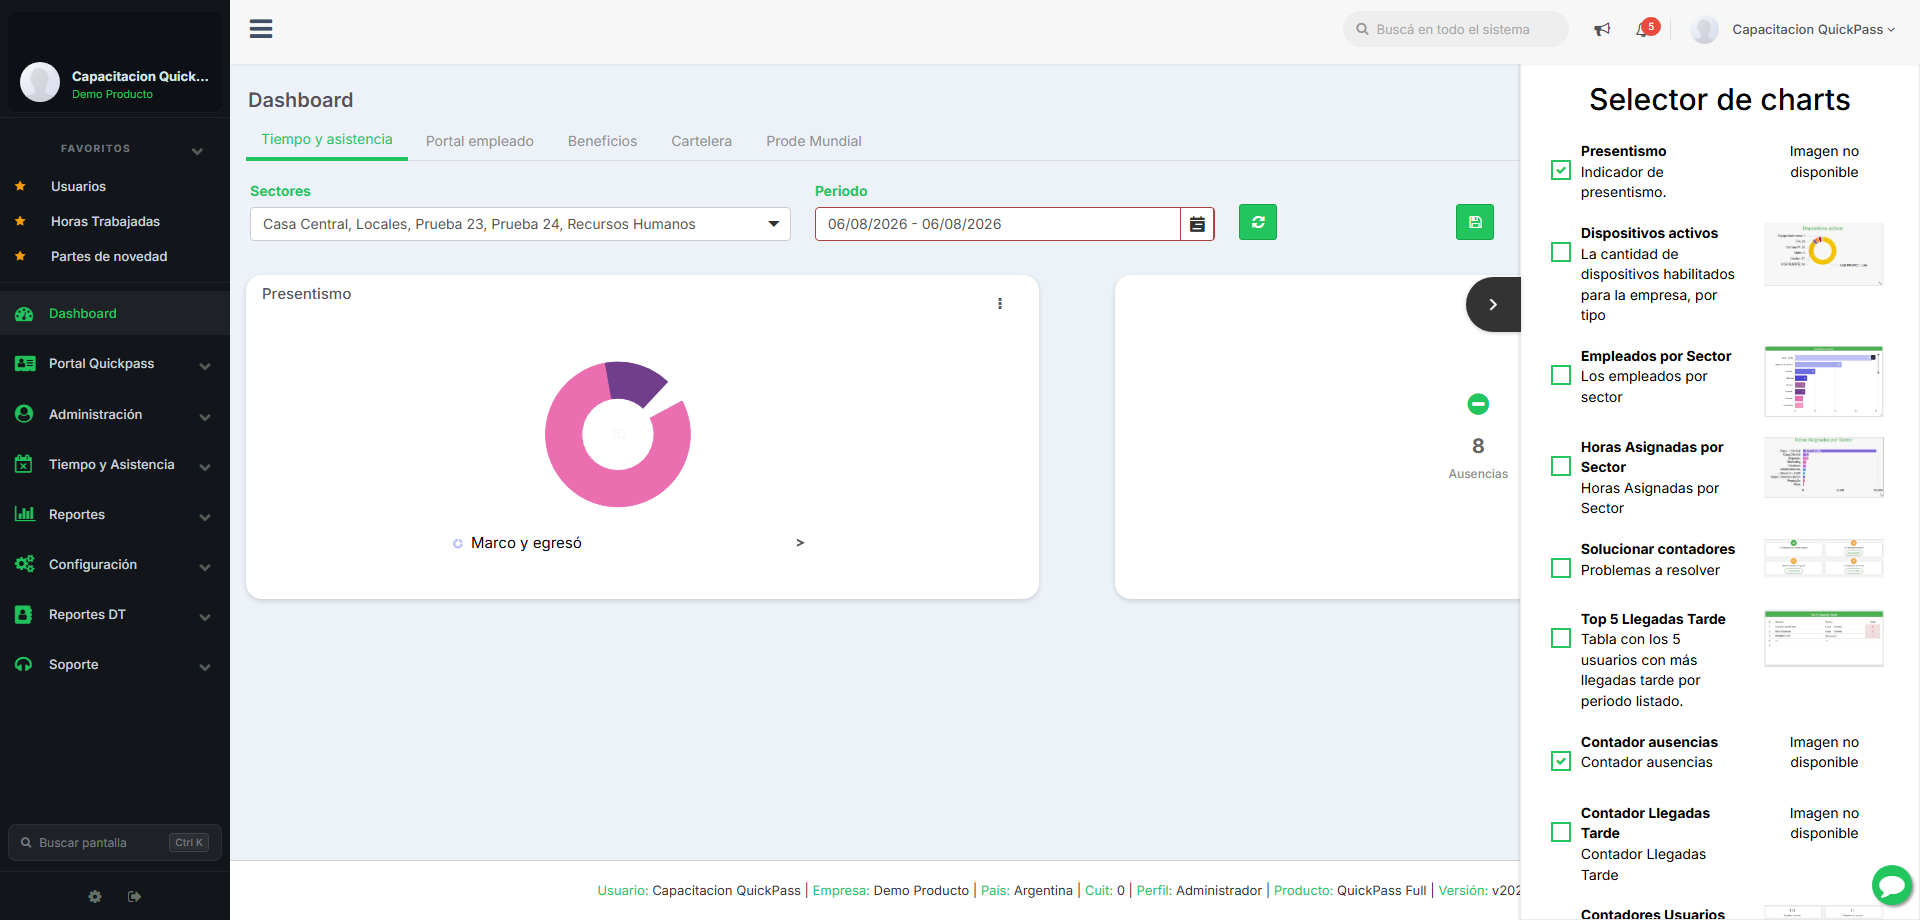 Capacitacion Quick...
Demo Producto
FAVORITOS
Usuarios
Horas Trabajadas
Partes de novedad
Dashboard
Portal Quickpass
Administración
Tiempo y Asistencia
Reportes
Configuración
Reportes DT
Soporte
Buscar pantalla
Ctrl K
Buscá en todo el sistema
5
Capacitacion QuickPass
Dashboard
Tiempo y asistencia
Portal empleado
Beneficios
Cartelera
Prode Mundial
Sectores
Casa Central, Locales, Prueba 23, Prueba 24, Recursos Humanos
Periodo
06/08/2026 - 06/08/2026
Presentismo
10
Marco y egresó
>
8
Ausencias
Selector de charts
Presentismo
Indicador de
presentismo.
Imagen no
disponible
Dispositivos activos
La cantidad de
dispositivos habilitados
para la empresa, por
tipo
Dispositivos activos
Empleados por Sector
Los empleados por
sector
Horas Asignadas por
Sector
Horas Asignadas por
Sector
Horas Asignadas por Sector
Solucionar contadores
Problemas a resolver
Top 5 Llegadas Tarde
Tabla con los 5
usuarios con más
llegadas tarde por
periodo listado.
Contador ausencias
Contador ausencias
Imagen no
disponible
Contador Llegadas
Tarde
Contador Llegadas
Tarde
Imagen no
disponible
Contadores Usuarios
Usuario: Capacitacion QuickPass | Empresa: Demo Producto | País: Argentina | Cuit: 0 | Perfil: Administrador | Producto: QuickPass Full | Versión: v202